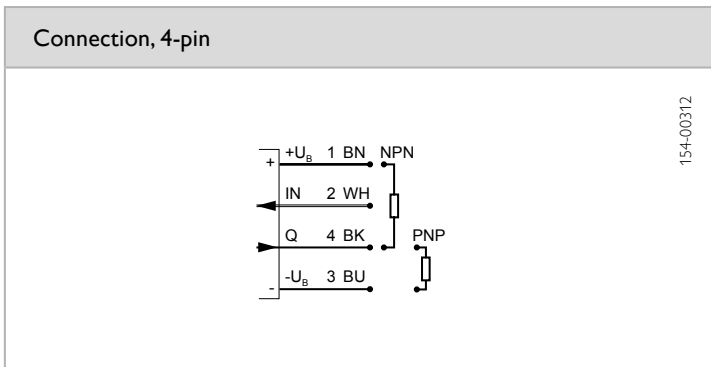 Connection, 4-pin
154-00312
+ +U_B 1 BN NPN
IN 2 WH
Q 4 BK PNP
- -U_B 3 BU